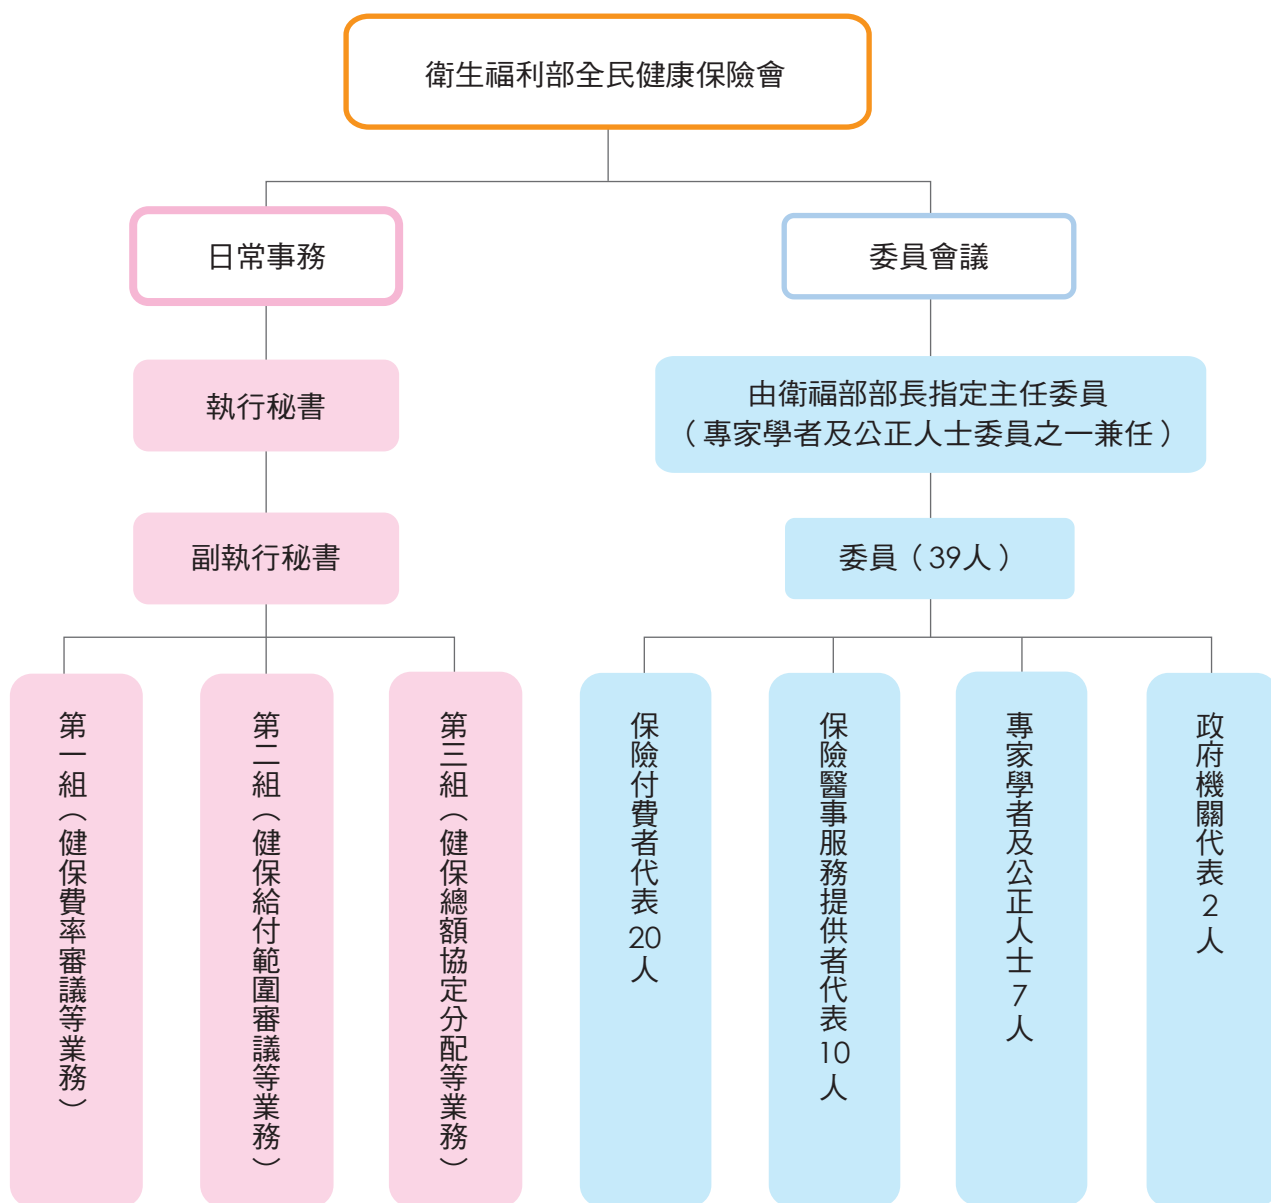 衛生福利部全民健康保險會
日常事務
委員會議
執行秘書
由衛福部部長指定主任委員
（專家學者及公正人士委員之一兼任）
副執行秘書
委員（39人）
第一組（健保費率審議等業務）
第二組（健保給付範圍審議等業務）
第三組（健保總額協定分配等業務）
保險付費者代表20人
保險醫事服務提供者代表10人
專家學者及公正人士7人
政府機關代表2人